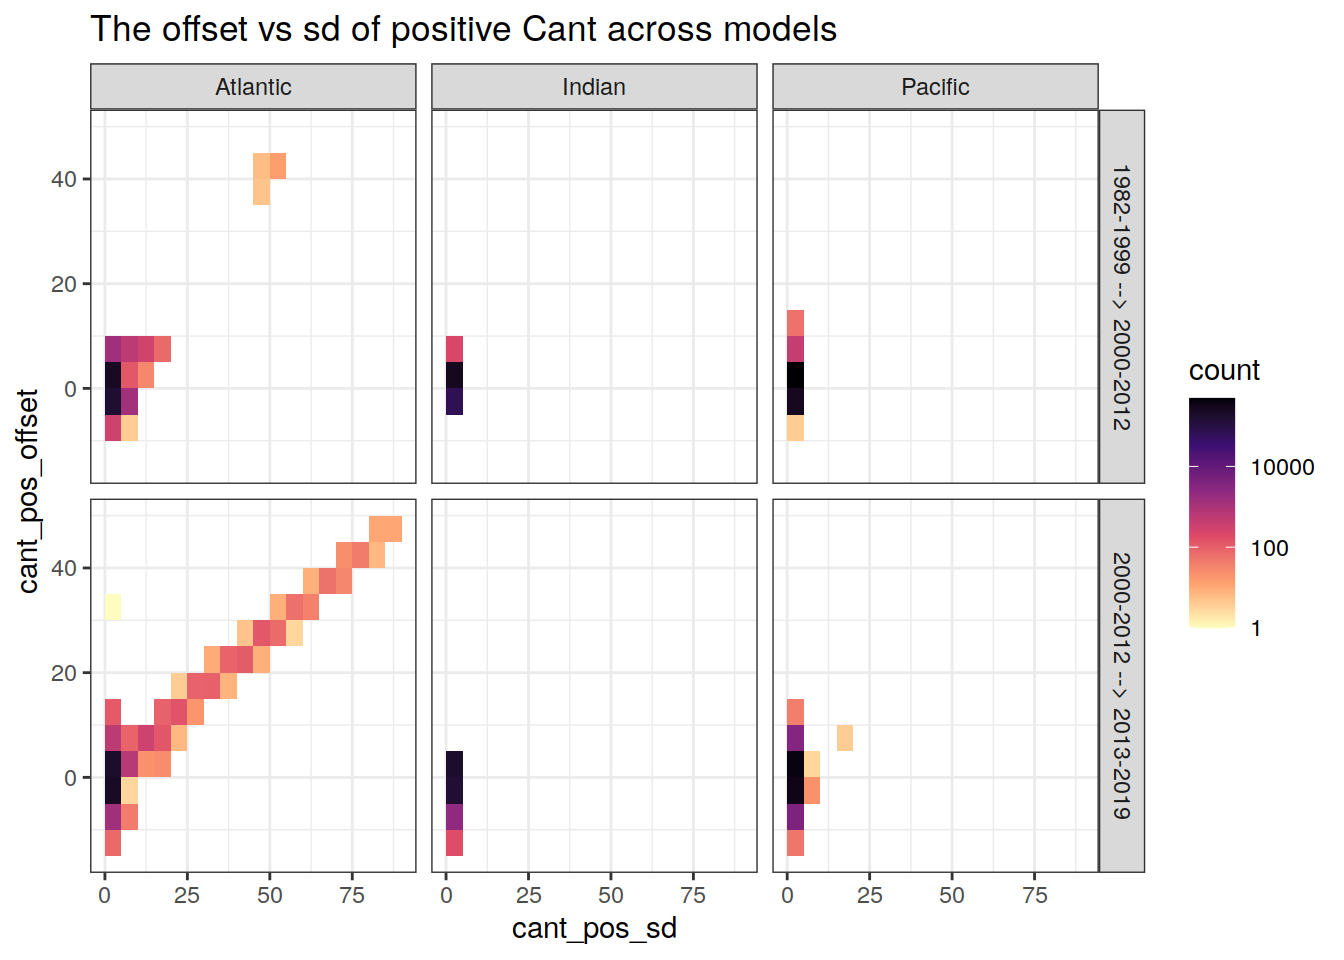 The offset vs sd of positive Cant across models
Atlantic
Indian
Pacific
1982-1999 --> 2000-2012
2000-2012 --> 2013-2019
cant_pos_offset
40
20
0
40
20
0
0
25
50
75
0
25
50
75
0
25
50
75
cant_pos_sd
count
10000
100
1